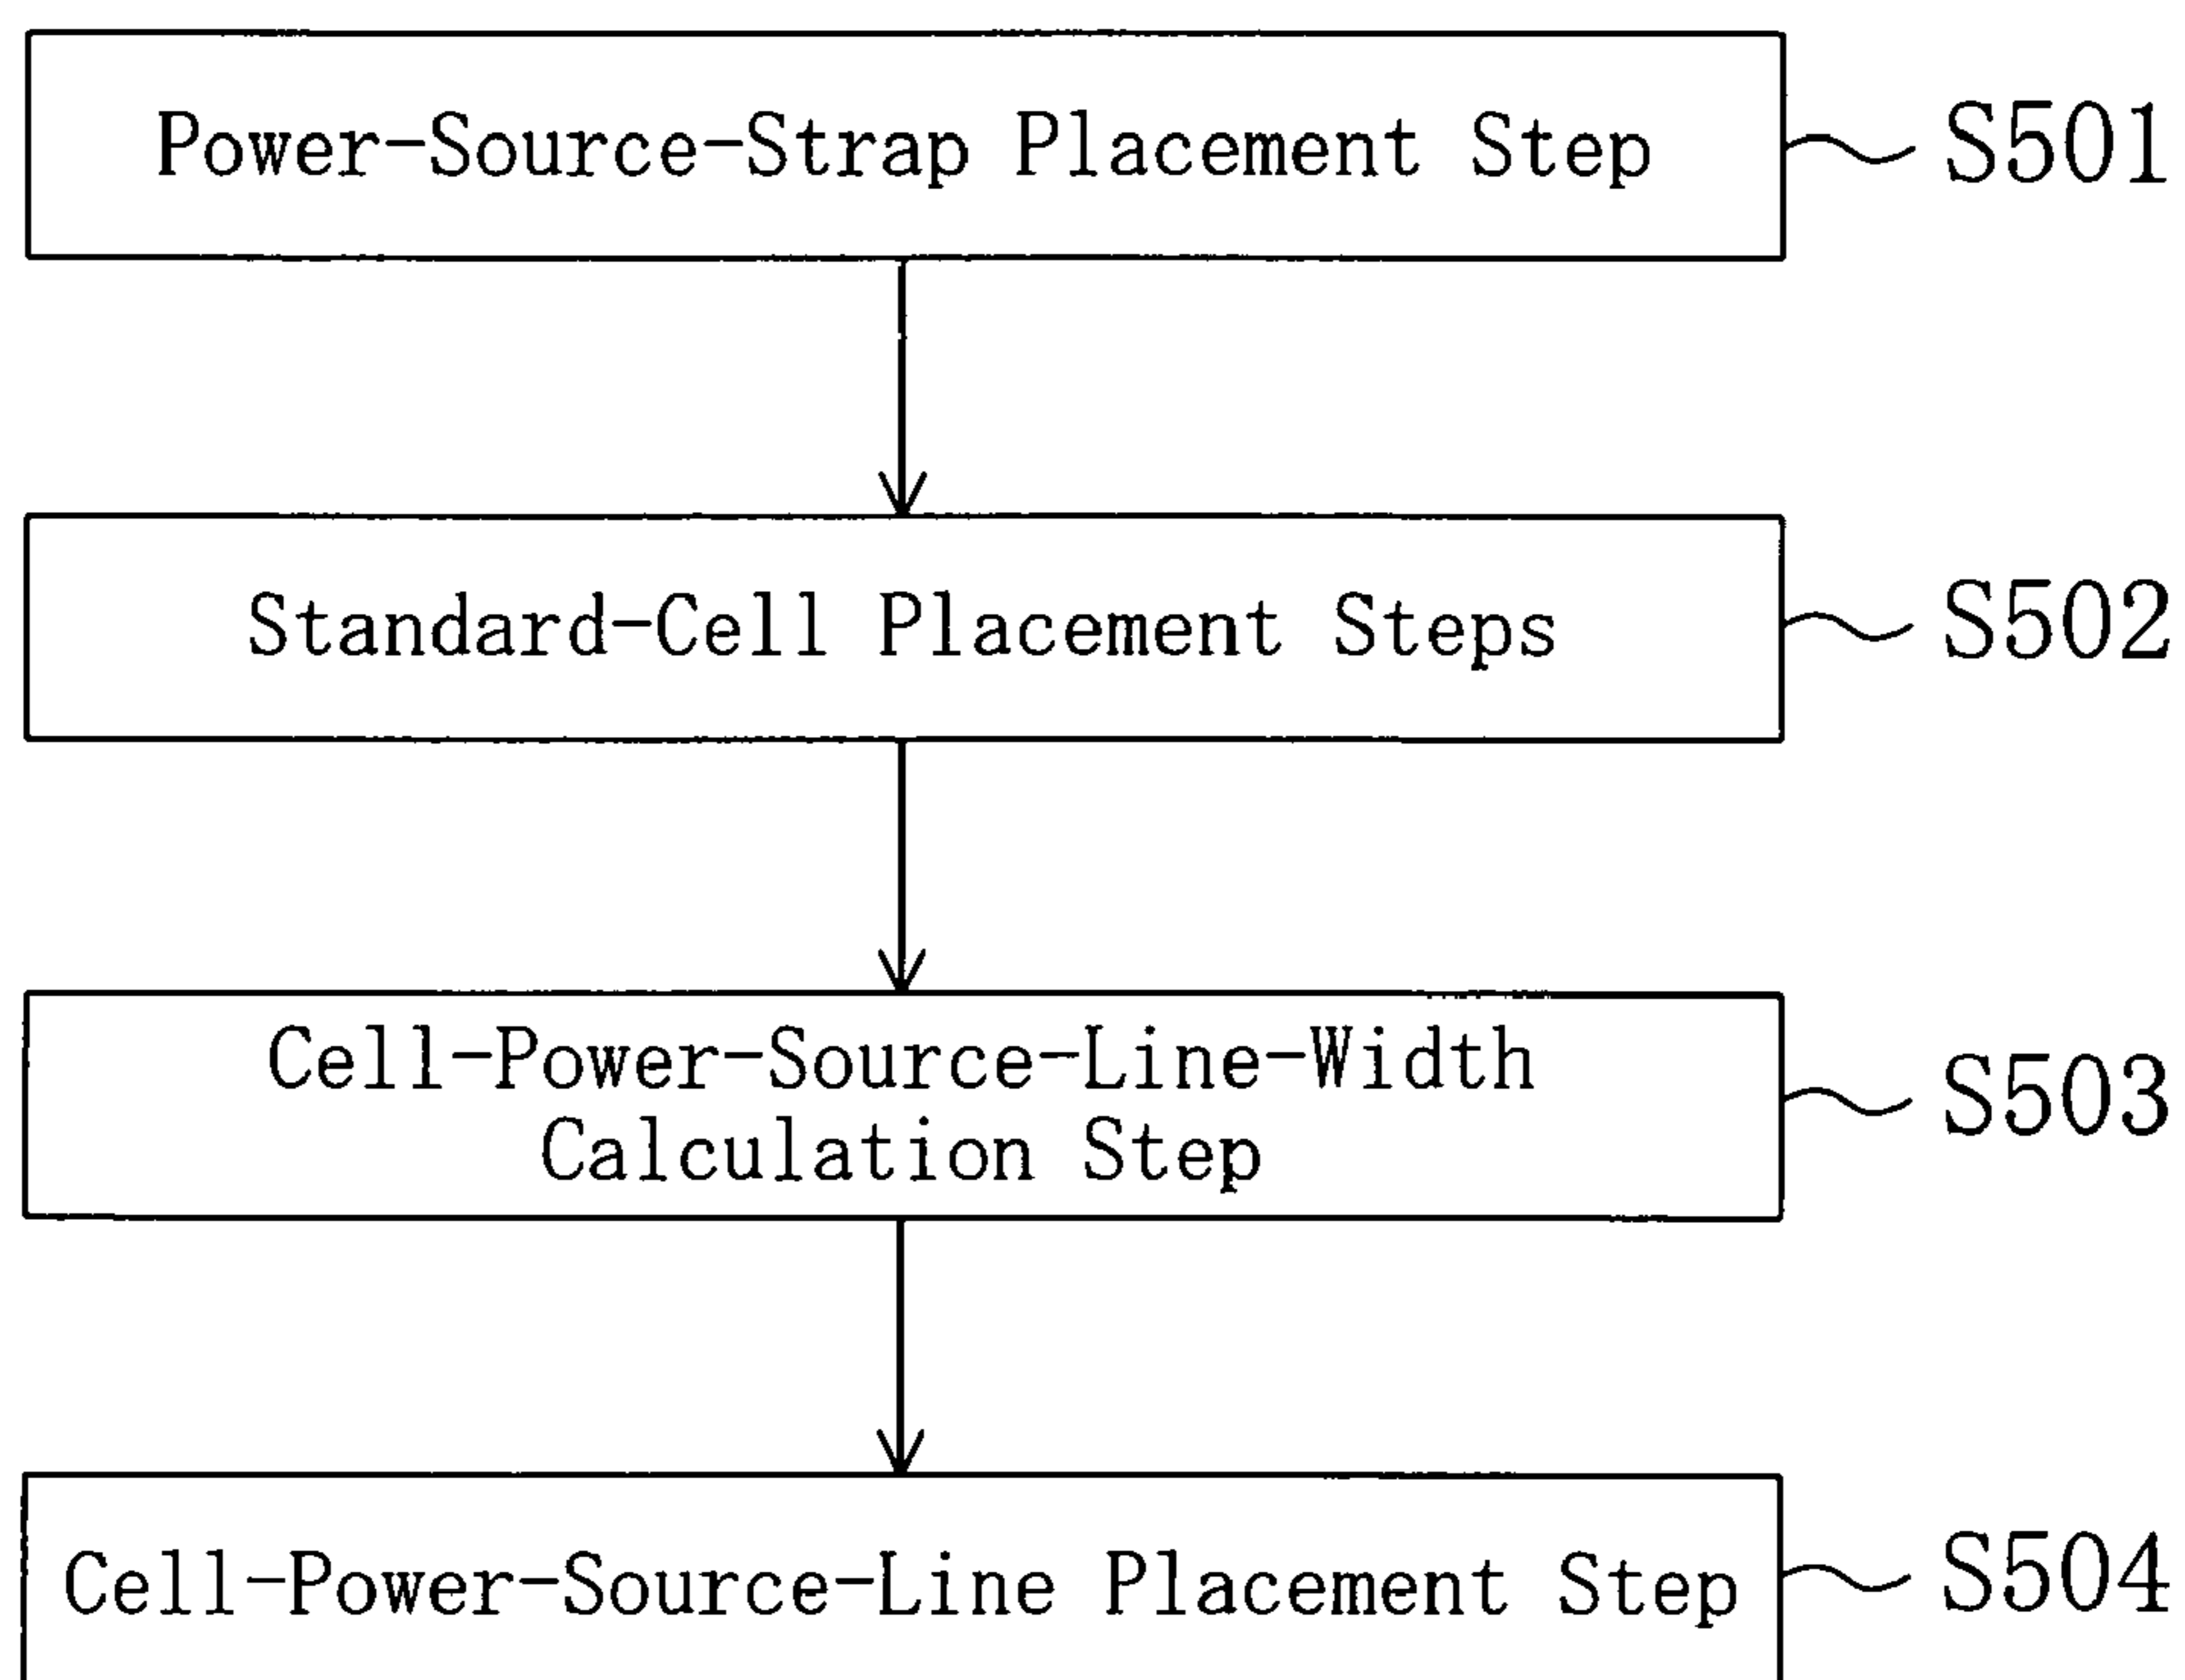 Power-Source-Strap Placement Step
S501
Standard-Cell Placement Steps
S502
Cell-Power-Source-Line-Width
Calculation Step
S503
Cell-Power-Source-Line Placement Step
S504